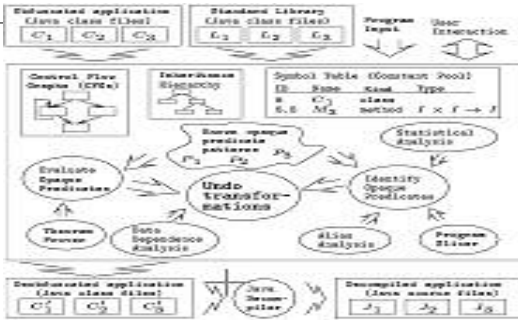 Obfuscated application
(Java class files)
C1 C2 C3
Standard Library
(Java class files)
L1 L2 L3
Program
Input
User
Interaction
Control Flow
Graphs (CFGs)
Inheritance
Hierarchy
Symbol Table (Constant Pool)
ID Name Kind Type
class
method I × I → I
Known opaque
predicate
patterns
P1 P2 P3
Statistical
Analysis
Evaluate
Opaque
Predicates
Undo
transfor-
mations
Identify
Opaque
Predicates
Theorem
Prover
Data
Dependence
Analysis
Alias
Analysis
Program
Slicer
Deobfuscated application
(Java class files)
C'1 C'2 C'3
Java
Decom-
piler
Decompiled application
(Java source files)
J1 J2 J3